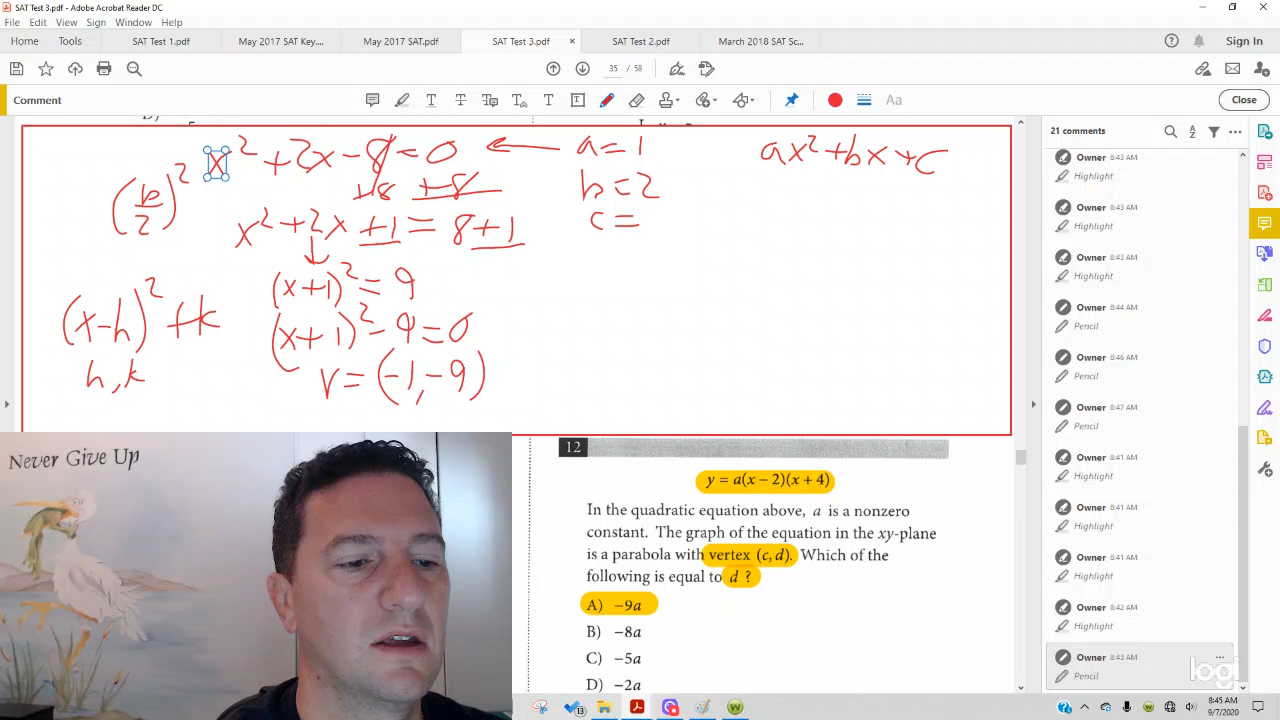 SAT Test 3.pdf - Adobe Acrobat Reader DC
File Edit View Sign Window Help
Home Tools SAT Test 1.pdf May 2017 SAT Key... May 2017 SAT.pdf SAT Test 3.pdf × SAT Test 2.pdf March 2018 SAT Sc... Sign In
35 / 58
Comment Aa Close
21 comments
x² + 2x - 8 = 0 a = 1 ax² + bx + c
+8 +8 b = 2
(b/2)² x² + 2x + 1 = 8 + 1 c =
(x+1)² = 9
(x-h)² + k (x+1)² - 9 = 0
h, k V = (-1, -9)
Owner 8:43 AM
Highlight
Owner 8:43 AM
Highlight
Owner 8:43 AM
Highlight
Owner 8:44 AM
Pencil
Owner 8:46 AM
Pencil
Owner 8:47 AM
Pencil
Owner 8:41 AM
Highlight
Owner 8:41 AM
Highlight
Owner 8:41 AM
Highlight
Owner 8:42 AM
Highlight
Owner 8:43 AM
Pencil
Never Give Up
12
y = a(x − 2)(x + 4)
In the quadratic equation above, a is a nonzero
constant. The graph of the equation in the xy-plane
is a parabola with vertex (c, d). Which of the
following is equal to d ?
A) −9a
B) −8a
C) −5a
D) −2a
logi
13
8:45 AM
9/7/2020